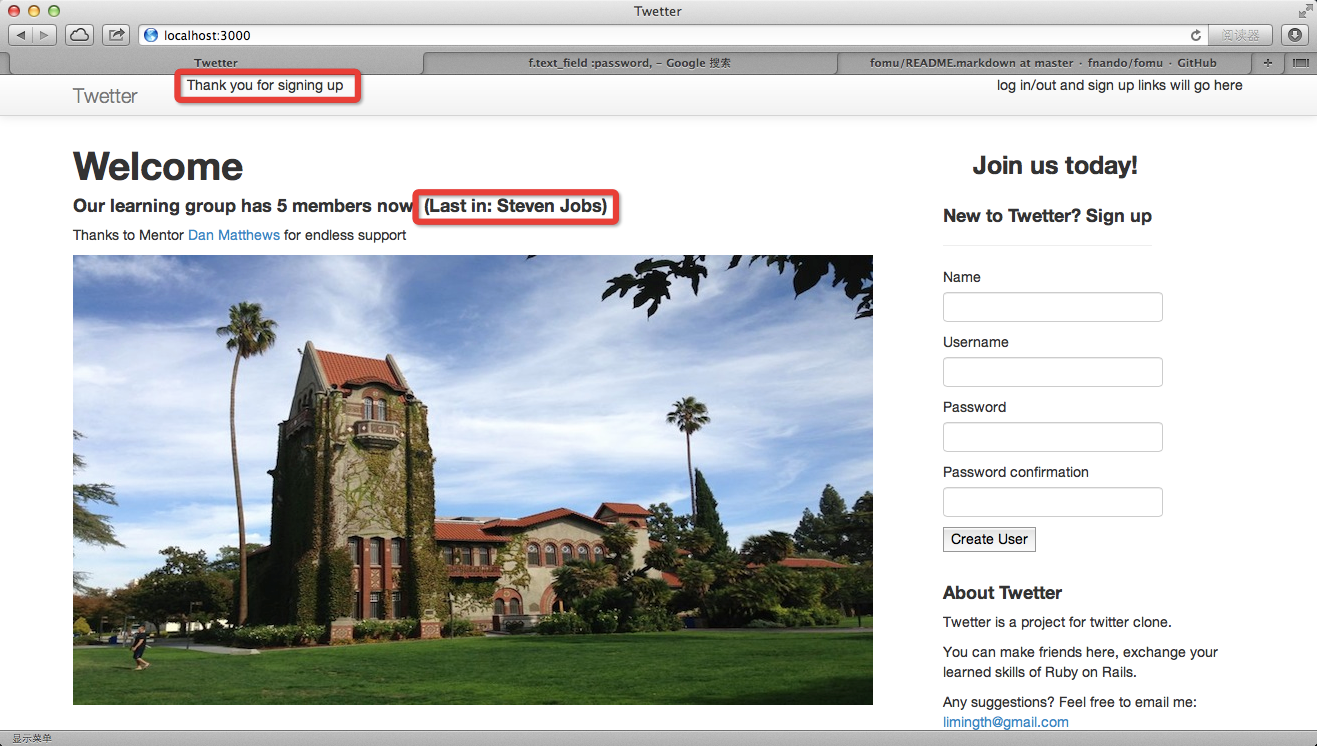 Twetter
localhost:3000
阅读器
Twetter
f.text_field :password, - Google 搜索
fomu/README.markdown at master · fnando/fomu · GitHub
Twetter
Thank you for signing up
log in/out and sign up links will go here
Welcome
Our learning group has 5 members now (Last in: Steven Jobs)
Thanks to Mentor Dan Matthews for endless support
Join us today!
New to Twetter? Sign up
Name
Username
Password
Password confirmation
Create User
About Twetter
Twetter is a project for twitter clone.
You can make friends here, exchange your
learned skills of Ruby on Rails.
Any suggestions? Feel free to email me:
limingth@gmail.com
显示菜单